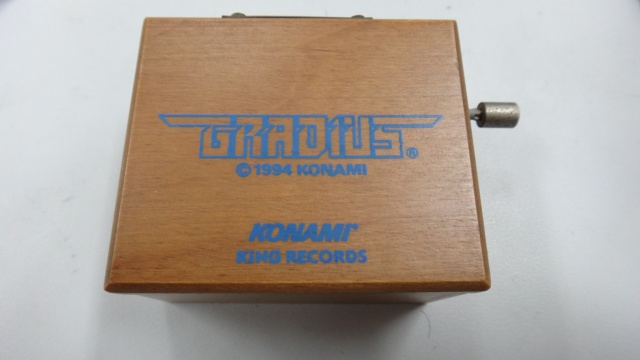 GRADIUS®
©1994 KONAMI
KONAMI®
KING RECORDS